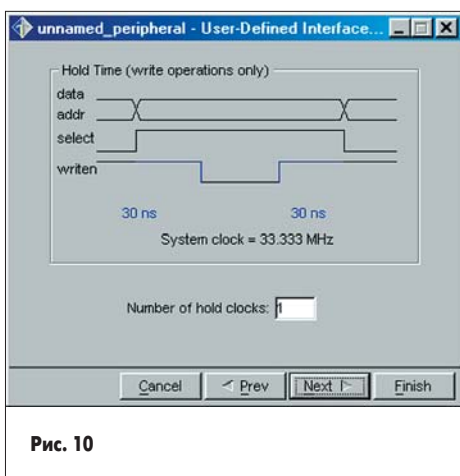 unnamed_peripheral - User-Defined Interface...
Hold Time (write operations only)
data
addr
select
writen
30 ns 30 ns
System clock = 33.333 MHz
Number of hold clocks: 1
Cancel Prev Next Finish
Рис. 10